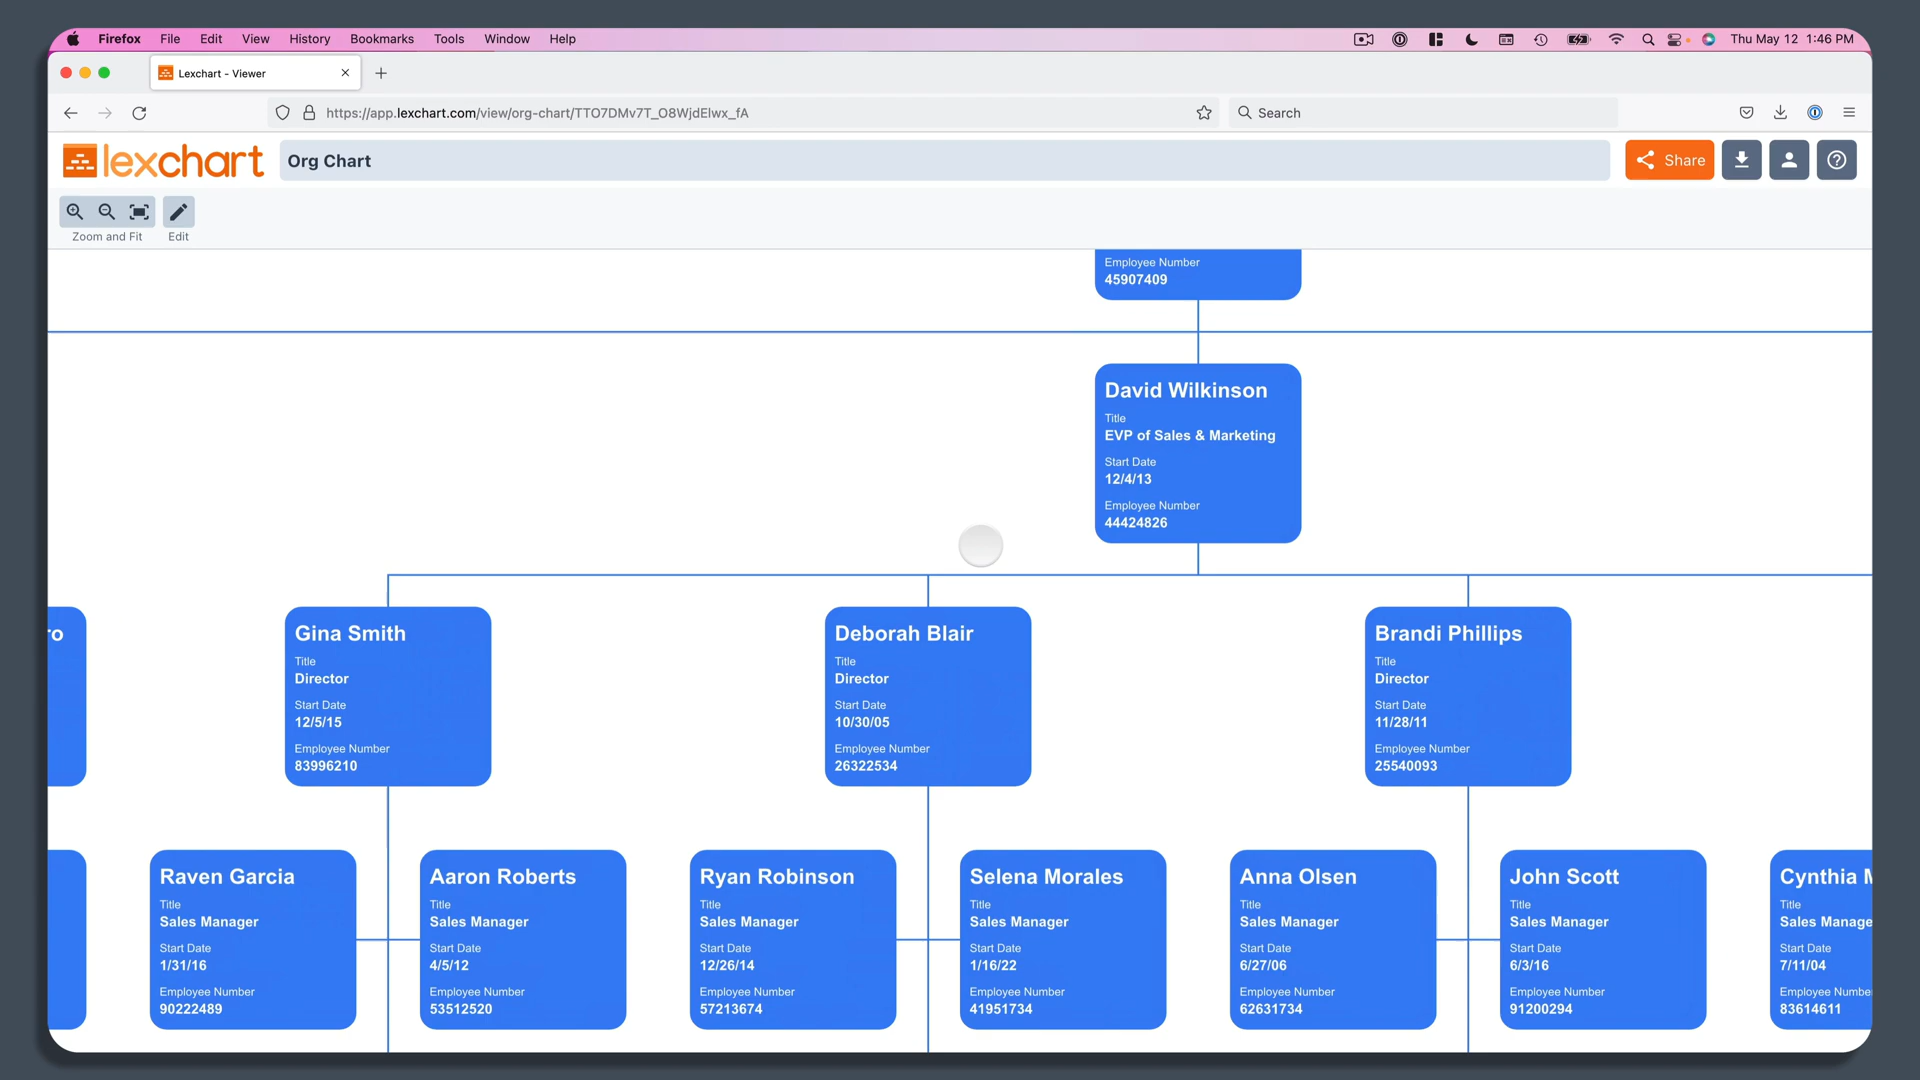 Firefox File Edit View History Bookmarks Tools Window Help Thu May 12 1:46 PM
Lexchart - Viewer
https://app.lexchart.com/view/org-chart/TTO7DMv7T_O8WjdElwx_fA Search
lexchart Org Chart Share
Zoom and Fit Edit
Employee Number
45907409
David Wilkinson
Title
EVP of Sales & Marketing
Start Date
12/4/13
Employee Number
44424826
ro
Gina Smith
Title
Director
Start Date
12/5/15
Employee Number
83996210
Deborah Blair
Title
Director
Start Date
10/30/05
Employee Number
26322534
Brandi Phillips
Title
Director
Start Date
11/28/11
Employee Number
25540093
Raven Garcia
Title
Sales Manager
Start Date
1/31/16
Employee Number
90222489
Aaron Roberts
Title
Sales Manager
Start Date
4/5/12
Employee Number
53512520
Ryan Robinson
Title
Sales Manager
Start Date
12/26/14
Employee Number
57213674
Selena Morales
Title
Sales Manager
Start Date
1/16/22
Employee Number
41951734
Anna Olsen
Title
Sales Manager
Start Date
6/27/06
Employee Number
62631734
John Scott
Title
Sales Manager
Start Date
6/3/16
Employee Number
91200294
Cynthia
Title
Sales Manage
Start Date
7/11/04
Employee Numbe
83614611